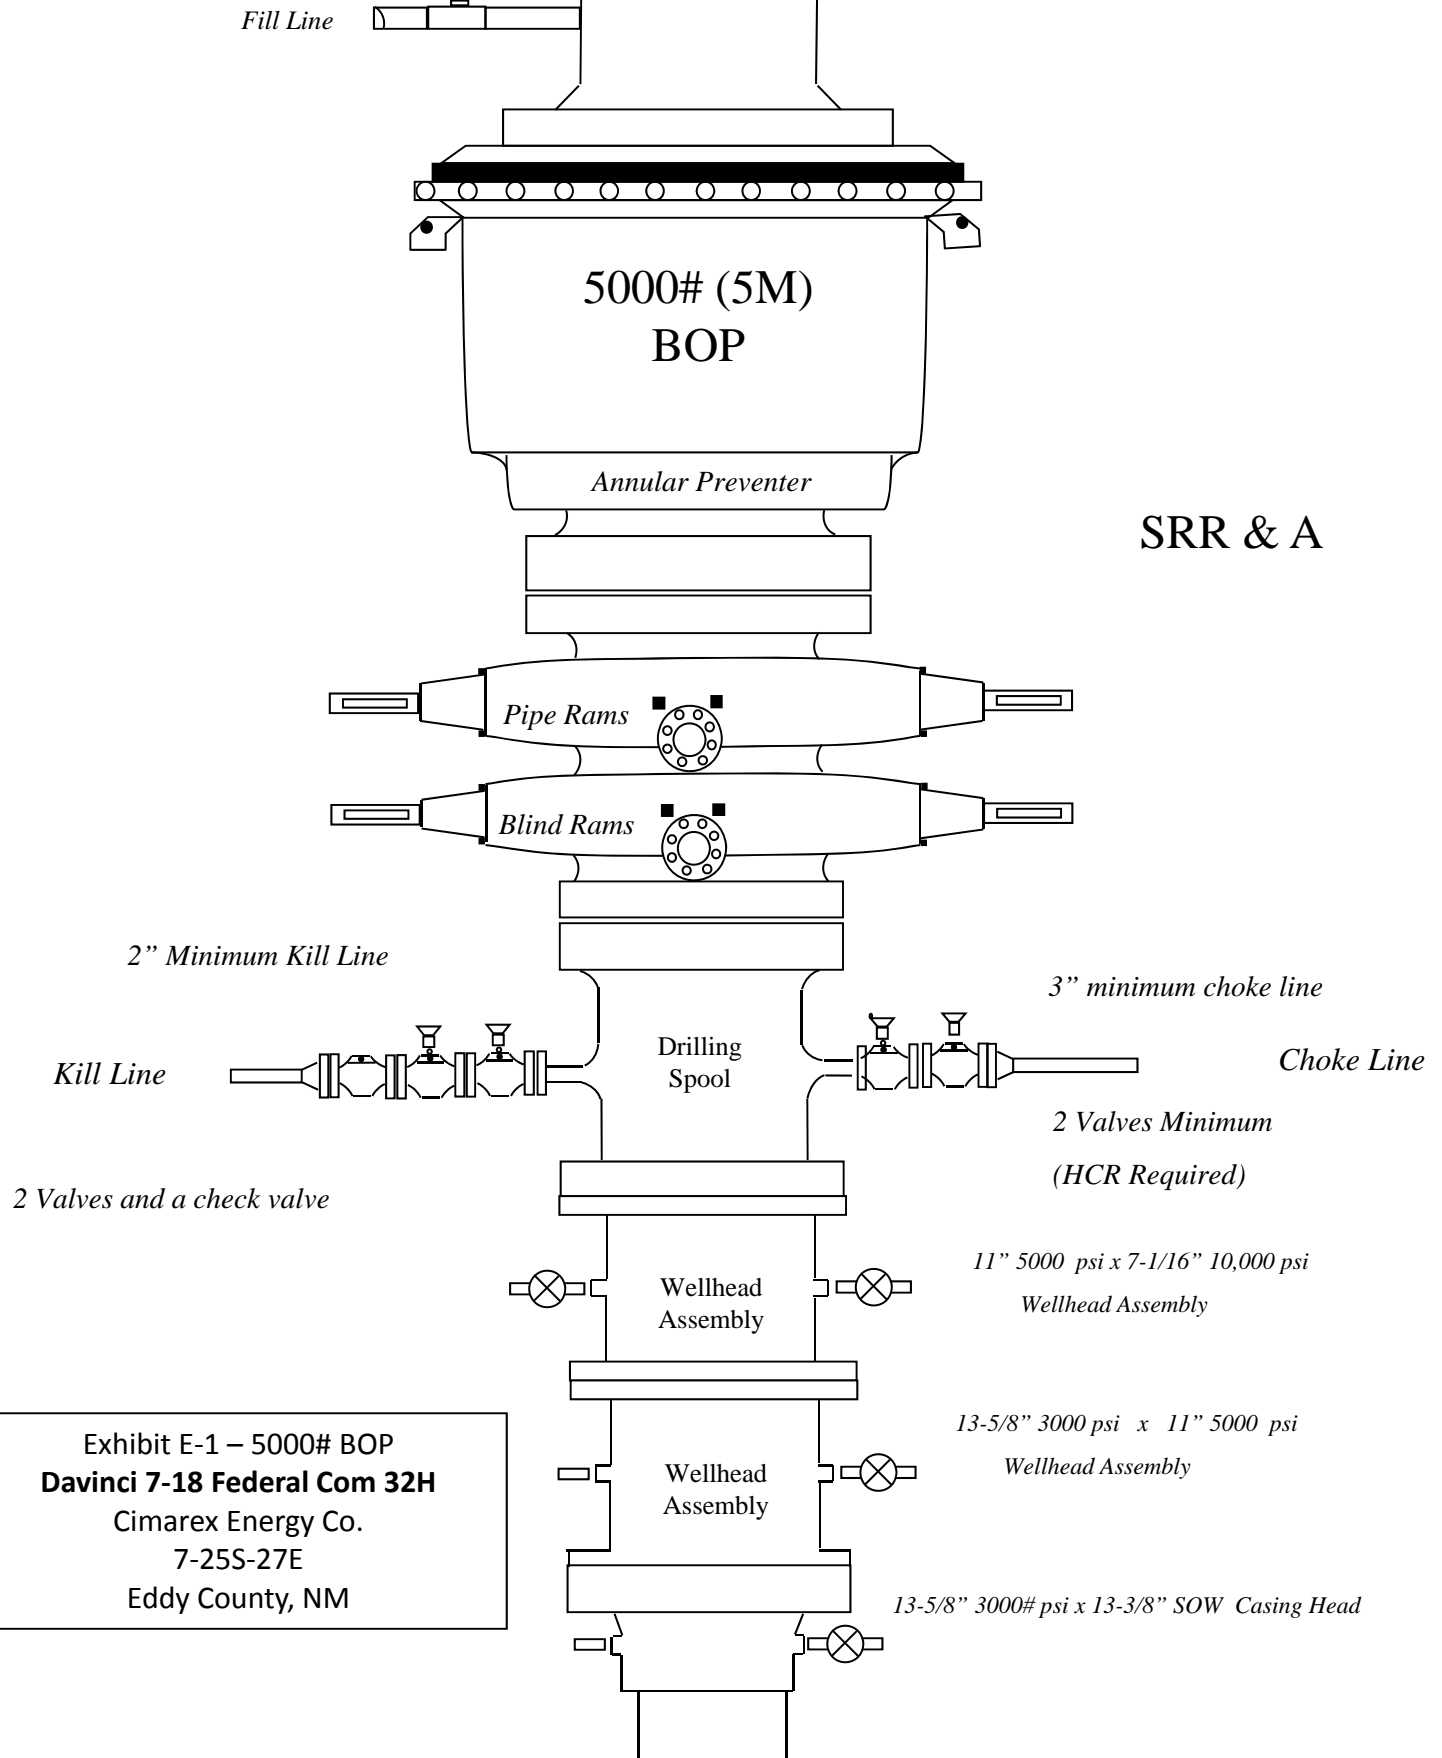 Fill Line
5000# (5M)
BOP
Annular Preventer
SRR & A
Pipe Rams
Blind Rams
2” Minimum Kill Line
3” minimum choke line
Drilling
Spool
Kill Line
Choke Line
2 Valves Minimum
(HCR Required)
2 Valves and a check valve
11” 5000  psi x 7-1/16” 10,000 psi
Wellhead Assembly
Wellhead
Assembly
13-5/8” 3000 psi   x   11” 5000  psi
Wellhead Assembly
Wellhead
Assembly
Exhibit E-1 – 5000# BOP
Davinci 7-18 Federal Com 32H
Cimarex Energy Co.
7-25S-27E
Eddy County, NM
13-5/8” 3000# psi x 13-3/8” SOW  Casing Head